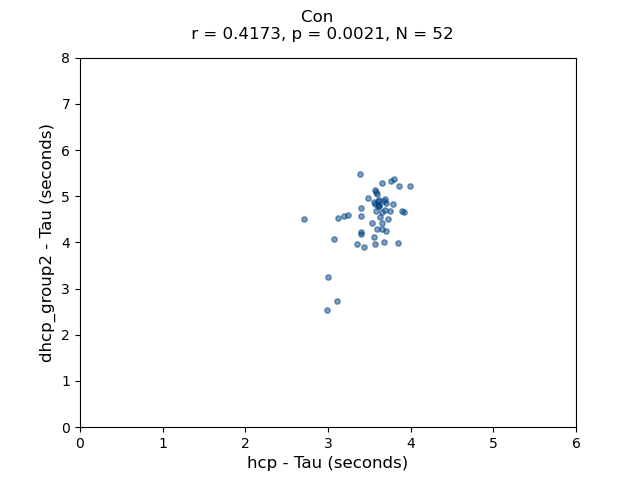 Con
r = 0.4173, p = 0.0021, N = 52
8
7
6
5
4
3
2
1
0
dhcp_group2 - Tau (seconds)
0 1 2 3 4 5 6
hcp - Tau (seconds)